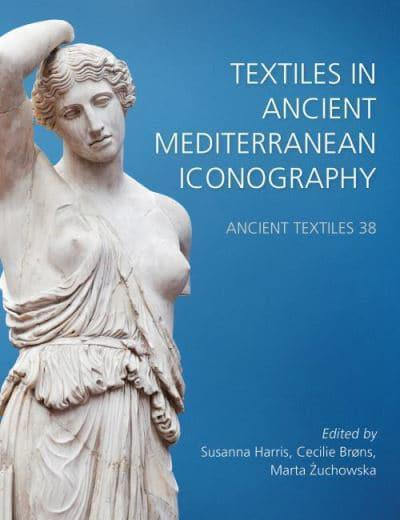 TEXTILES IN
ANCIENT
MEDITERRANEAN
ICONOGRAPHY
ANCIENT TEXTILES 38
Edited by
Susanna Harris, Cecilie Brøns,
Marta Żuchowska